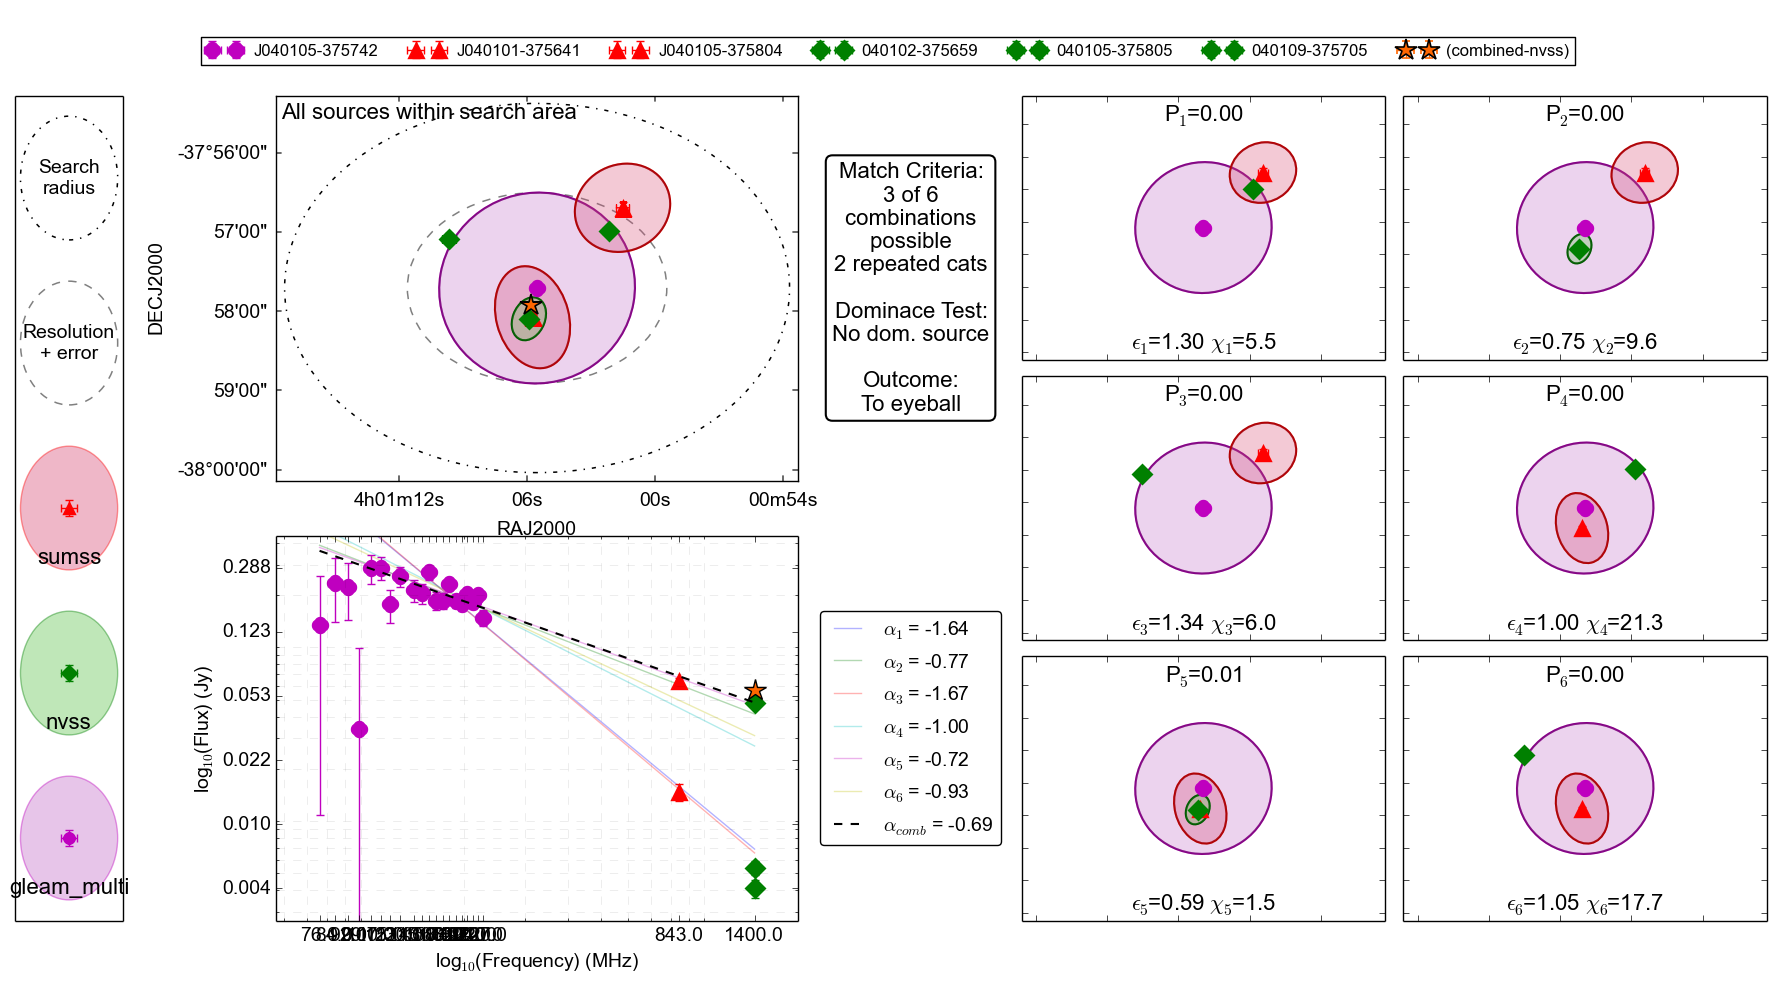 J040105-375742 J040101-375641 J040105-375804 040102-375659 040105-375805 040109-375705 (combined-nvss)
Search
radius
Resolution
+ error
sumss
nvss
gleam_multi
All sources within search area
-37°56'00"
57'00"
58'00"
59'00"
-38°00'00"
DECJ2000
4h01m12s 06s 00s 00m54s
RAJ2000
Match Criteria:
3 of 6
combinations
possible
2 repeated cats
Dominace Test:
No dom. source
Outcome:
To eyeball
0.288
0.123
0.053
0.022
0.010
0.004
log10(Flux) (Jy)
843.0 1400.0
log10(Frequency) (MHz)
α1 = -1.64
α2 = -0.77
α3 = -1.67
α4 = -1.00
α5 = -0.72
α6 = -0.93
αcomb = -0.69
P1=0.00
ϵ1=1.30 χ1=5.5
P2=0.00
ϵ2=0.75 χ2=9.6
P3=0.00
ϵ3=1.34 χ3=6.0
P4=0.00
ϵ4=1.00 χ4=21.3
P5=0.01
ϵ5=0.59 χ5=1.5
P6=0.00
ϵ6=1.05 χ6=17.7